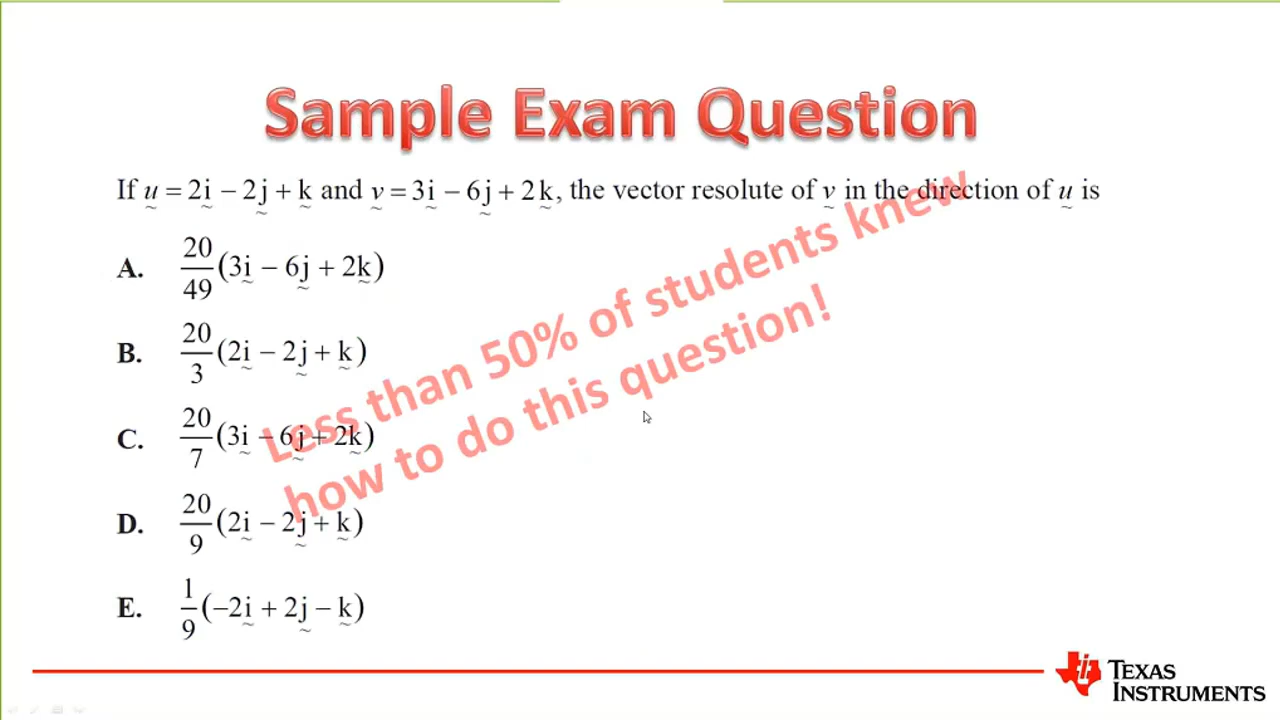 Sample Exam Question
If u = 2i − 2j + k and v = 3i − 6j + 2k, the vector resolute of v in the direction of u is
A. 20/49 (3i − 6j + 2k)
B. 20/3 (2i − 2j + k)
C. 20/7 (3i − 6j + 2k)
D. 20/9 (2i − 2j + k)
E. 1/9 (−2i + 2j − k)
Less than 50% of students knew
how to do this question!
TEXAS
INSTRUMENTS